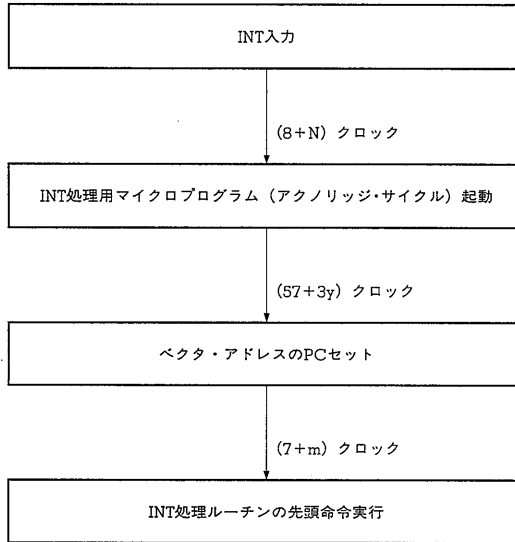 INT入力
(8+N) クロック
INT処理用マイクロプログラム (アクノリッジ・サイクル) 起動
(57+3y) クロック
ベクタ・アドレスのPCセット
(7+m) クロック
INT処理ルーチンの先頭命令実行